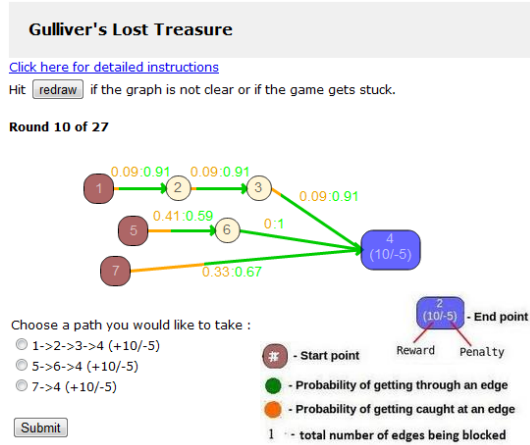 Gulliver's Lost Treasure
Click here for detailed instructions
Hit redraw if the graph is not clear or if the game gets stuck.
Round 10 of 27
0.09:0.91 0.09:0.91
1 2 3
0.09:0.91
0.41:0.59 0:1
5 6
4
(10/-5)
7
0.33:0.67
Choose a path you would like to take :
1->2->3->4 (+10/-5)
5->6->4 (+10/-5)
7->4 (+10/-5)
Submit
2
(10/-5) - End point
Reward Penalty
# - Start point
- Probability of getting through an edge
- Probability of getting caught at an edge
1 - total number of edges being blocked